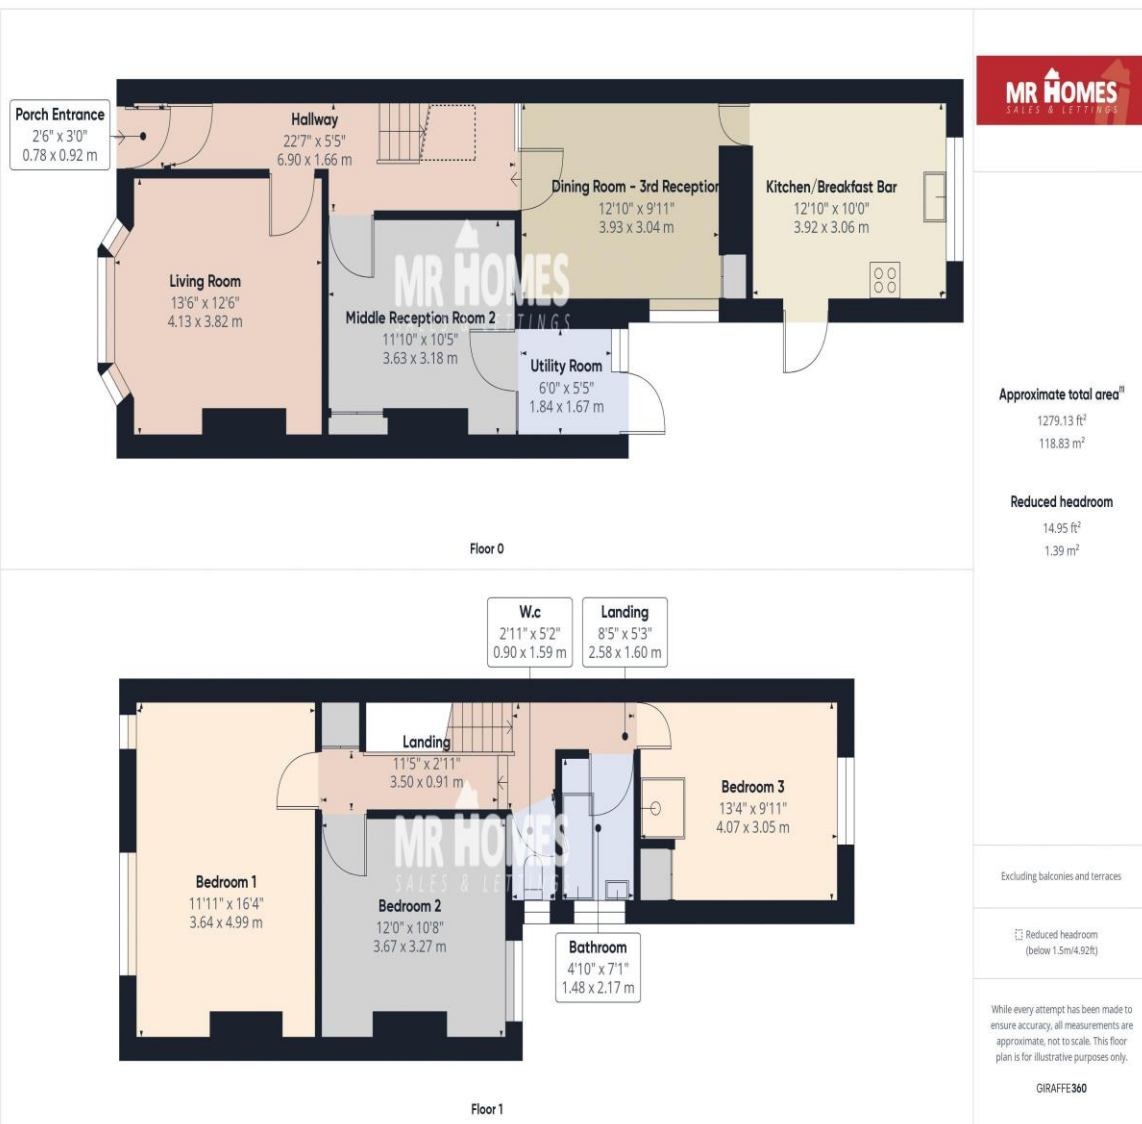 Porch Entrance
2'6" x 3'0"
0.78 x 0.92 m
Hallway
22'7" x 5'5"
6.90 x 1.66 m
Living Room
13'6" x 12'6"
4.13 x 3.82 m
Middle Reception Room 2
11'10" x 10'5"
3.63 x 3.18 m
Dining Room - 3rd Reception
12'10" x 9'11"
3.93 x 3.04 m
Kitchen/Breakfast Bar
12'10" x 10'0"
3.92 x 3.06 m
Utility Room
6'0" x 5'5"
1.84 x 1.67 m
MR HOMES
SALES & LETTINGS
Floor 0
W.c
2'11" x 5'2"
0.90 x 1.59 m
Landing
8'5" x 5'3"
2.58 x 1.60 m
Landing
11'5" x 2'11"
3.50 x 0.91 m
Bedroom 1
11'11" x 16'4"
3.64 x 4.99 m
Bedroom 2
12'0" x 10'8"
3.67 x 3.27 m
Bedroom 3
13'4" x 9'11"
4.07 x 3.05 m
Bathroom
4'10" x 7'1"
1.48 x 2.17 m
MR HOMES
SALES & LETTINGS
Floor 1
MR HOMES
SALES & LETTINGS
Approximate total area⁽¹⁾
1279.13 ft²
118.83 m²
Reduced headroom
14.95 ft²
1.39 m²
Excluding balconies and terraces
Reduced headroom
(below 1.5m/4.92ft)
While every attempt has been made to
ensure accuracy, all measurements are
approximate, not to scale. This floor
plan is for illustrative purposes only.
GIRAFFE360